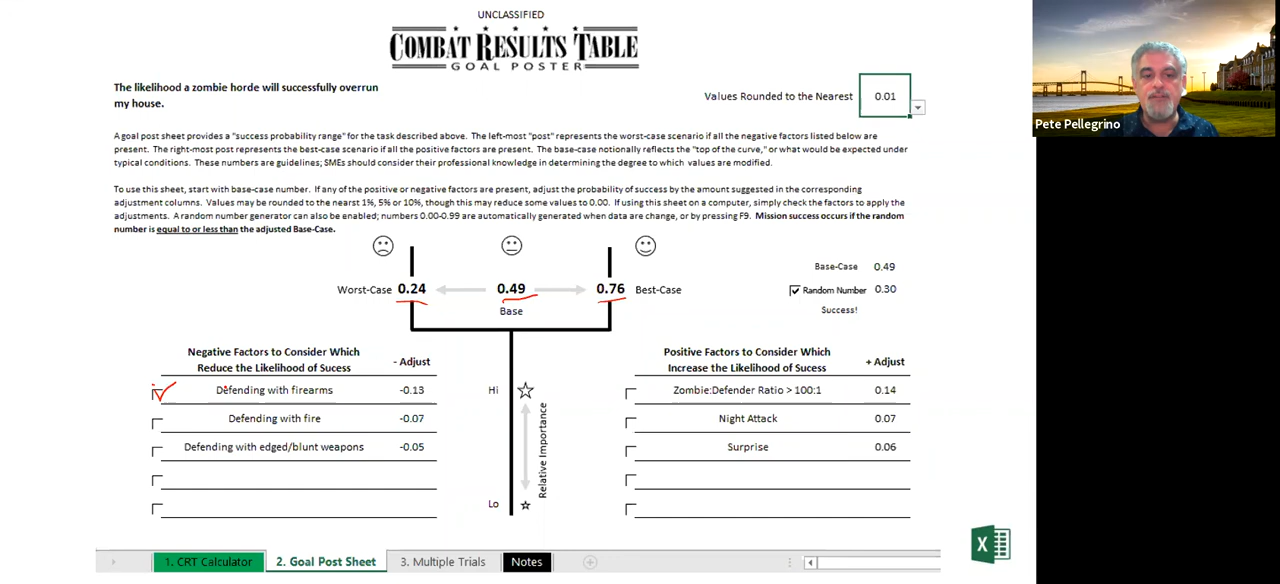 UNCLASSIFIED
COMBAT RESULTS TABLE
GOAL POSTER
The likelihood a zombie horde will successfully overrun
my house.
Values Rounded to the Nearest 0.01
Pete Pellegrino
A goal post sheet provides a "success probability range" for the task described above. The left-most "post" represents the worst-case scenario if all the negative factors listed below are
present. The right-most post represents the best-case scenario if all the positive factors are present. The base-case notionally reflects the "top of the curve," or what would be expected under
typical conditions. These numbers are guidelines; SMEs should consider their professional knowledge in determining the degree to which values are modified.
To use this sheet, start with base-case number. If any of the positive or negative factors are present, adjust the probability of success by the amount suggested in the corresponding
adjustment columns. Values may be rounded to the nearest 1%, 5% or 10%, though this may reduce some values to 0.00. If using this sheet on a computer, simply check the factors to apply the
adjustments. A random number generator can also be enabled; numbers 0.00-0.99 are automatically generated when data are change, or by pressing F9. Mission success occurs if the random
number is equal to or less than the adjusted Base-Case.
Base-Case 0.49
Worst-Case 0.24 0.49 0.76 Best-Case Random Number 0.30
Base
Success!
Negative Factors to Consider Which
Reduce the Likelihood of Sucess
- Adjust
Positive Factors to Consider Which
Increase the Likelihood of Sucess
+ Adjust
Defending with firearms -0.13
Defending with fire -0.07
Defending with edged/blunt weapons -0.05
Hi
Relative Importance
Lo
Zombie:Defender Ratio > 100:1 0.14
Night Attack 0.07
Surprise 0.06
X
1. CRT Calculator 2. Goal Post Sheet 3. Multiple Trials Notes